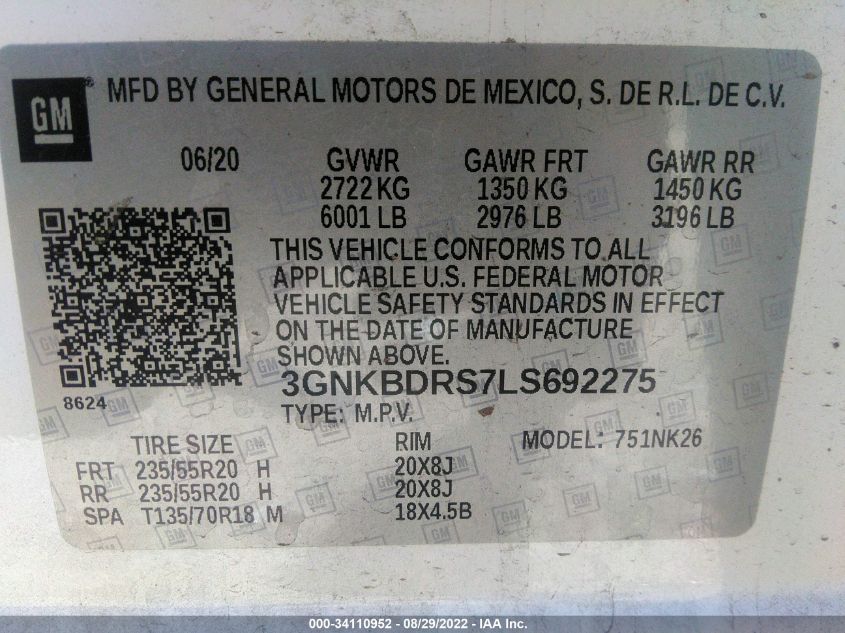 GM® MFD BY GENERAL MOTORS DE MEXICO, S. DE R.L. DE C.V.
06/20 GVWR GAWR FRT GAWR RR
2722 KG 1350 KG 1450 KG
6001 LB 2976 LB 3196 LB
THIS VEHICLE CONFORMS TO ALL
APPLICABLE U.S. FEDERAL MOTOR
VEHICLE SAFETY STANDARDS IN EFFECT
ON THE DATE OF MANUFACTURE
SHOWN ABOVE.
8624 3GNKBDRS7LS692275
TYPE: M.P.V.
TIRE SIZE RIM MODEL: 751NK26
FRT 235/55R20 H 20X8J
RR 235/55R20 H 20X8J
SPA T135/70R18 M 18X4.5B
000-34110952 - 08/29/2022 - IAA Inc.